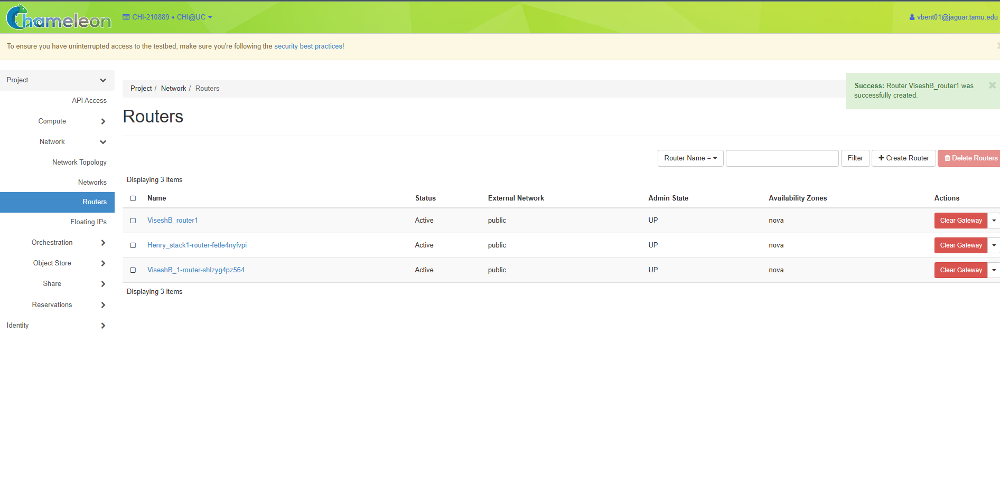 Chameleon
CHI-210889 • CHI@UC
vbent01@jaguar.tamu.edu
To ensure you have uninterrupted access to the testbed, make sure you're following the security best practices!
Project
API Access
Compute
Network
Network Topology
Networks
Routers
Floating IPs
Orchestration
Object Store
Share
Reservations
Identity
Project / Network / Routers
Success: Router ViseshB_router1 was
successfully created.
Routers
Router Name = Filter Create Router Delete Routers
Displaying 3 items
Name Status External Network Admin State Availability Zones Actions
ViseshB_router1 Active public UP nova Clear Gateway
Henry_stack1-router-fetle4nyfvpi Active public UP nova Clear Gateway
ViseshB_1-router-shlzyg4pz564 Active public UP nova Clear Gateway
Displaying 3 items